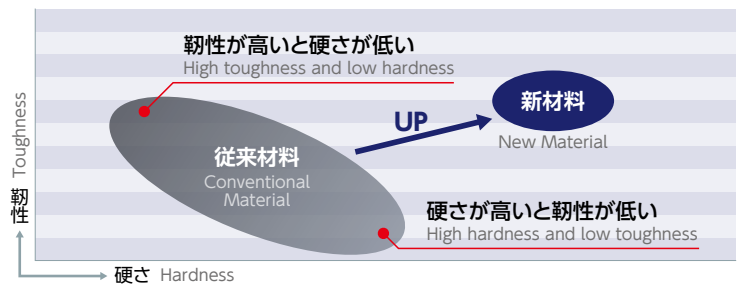 靭性が高いと硬さが低い
High toughness and low hardness
新材料
New Material
UP
従来材料
Conventional
Material
硬さが高いと靭性が低い
High hardness and low toughness
靭性 Toughness
硬さ Hardness